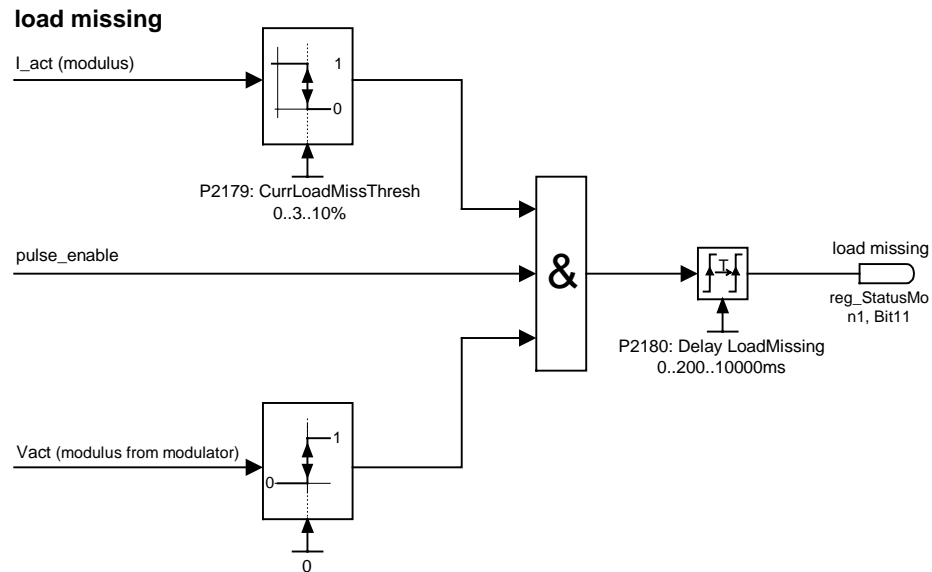 load missing
I_act (modulus)
1
0
P2179: CurrLoadMissThresh
0..3..10%
pulse_enable
&
T
load missing
reg_StatusMo
n1, Bit11
P2180: Delay LoadMissing
0..200..10000ms
Vact (modulus from modulator)
1
0
0